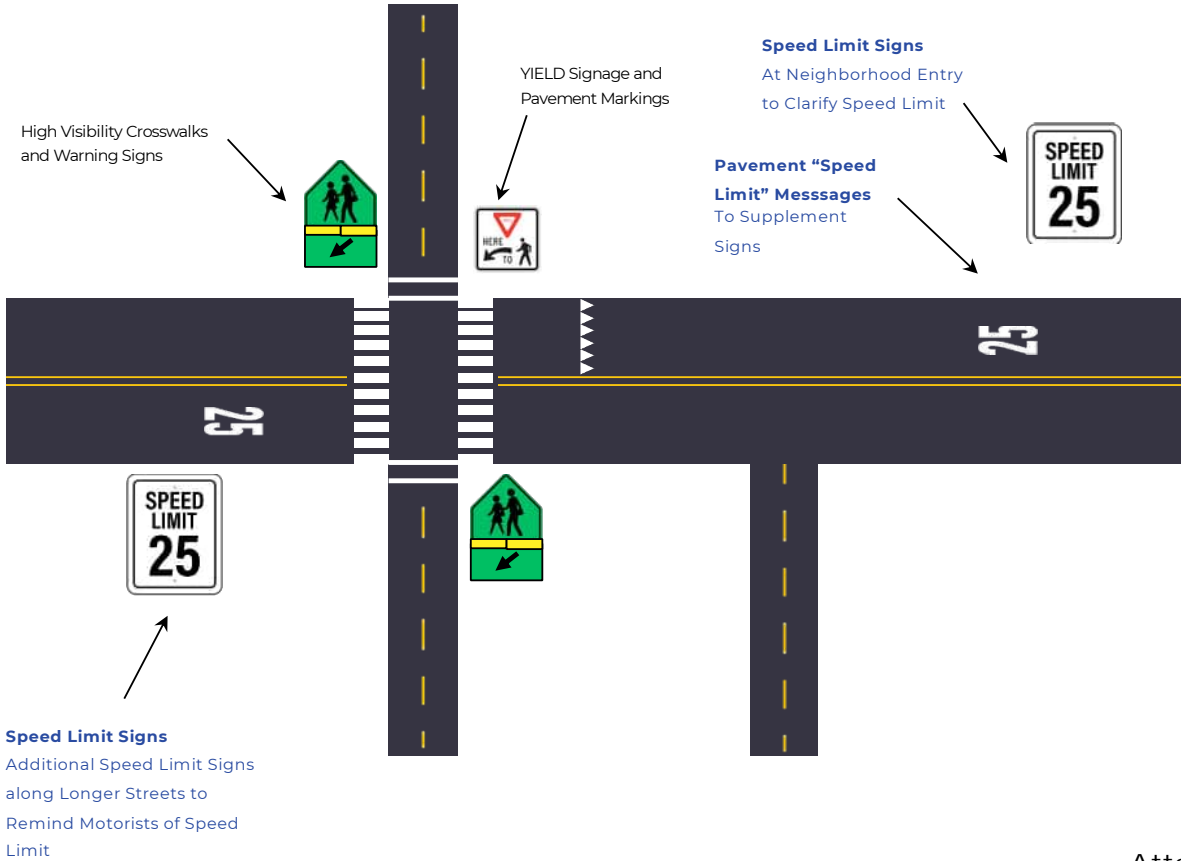 Speed Limit Signs
At Neighborhood Entry
to Clarify Speed Limit
YIELD Signage and
Pavement Markings
High Visibility Crosswalks
and Warning Signs
SPEED
LIMIT
25
Pavement “Speed
Limit” Messsages
To Supplement
Signs
HERE
TO
25
25
SPEED
LIMIT
25
Speed Limit Signs
Additional Speed Limit Signs
along Longer Streets to
Remind Motorists of Speed
Limit